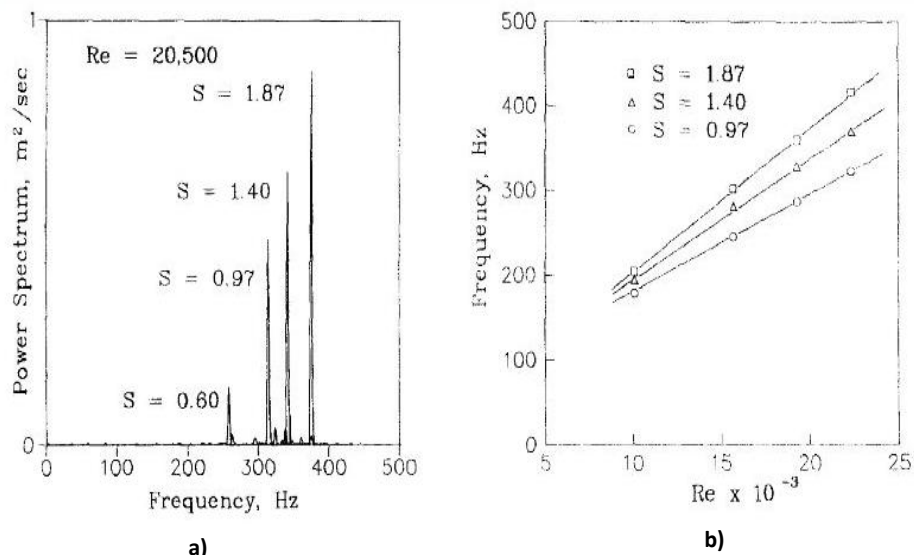 1
Re = 20,500
S = 1.87
S = 1.40
S = 0.97
S = 0.60
0
0 100 200 300 400 500
Frequency, Hz
Power Spectrum, m²/sec
a)
500
400
300
200
100
0
S = 1.87
S = 1.40
S = 0.97
5 10 15 20 25
Re x 10⁻³
Frequency, Hz
b)